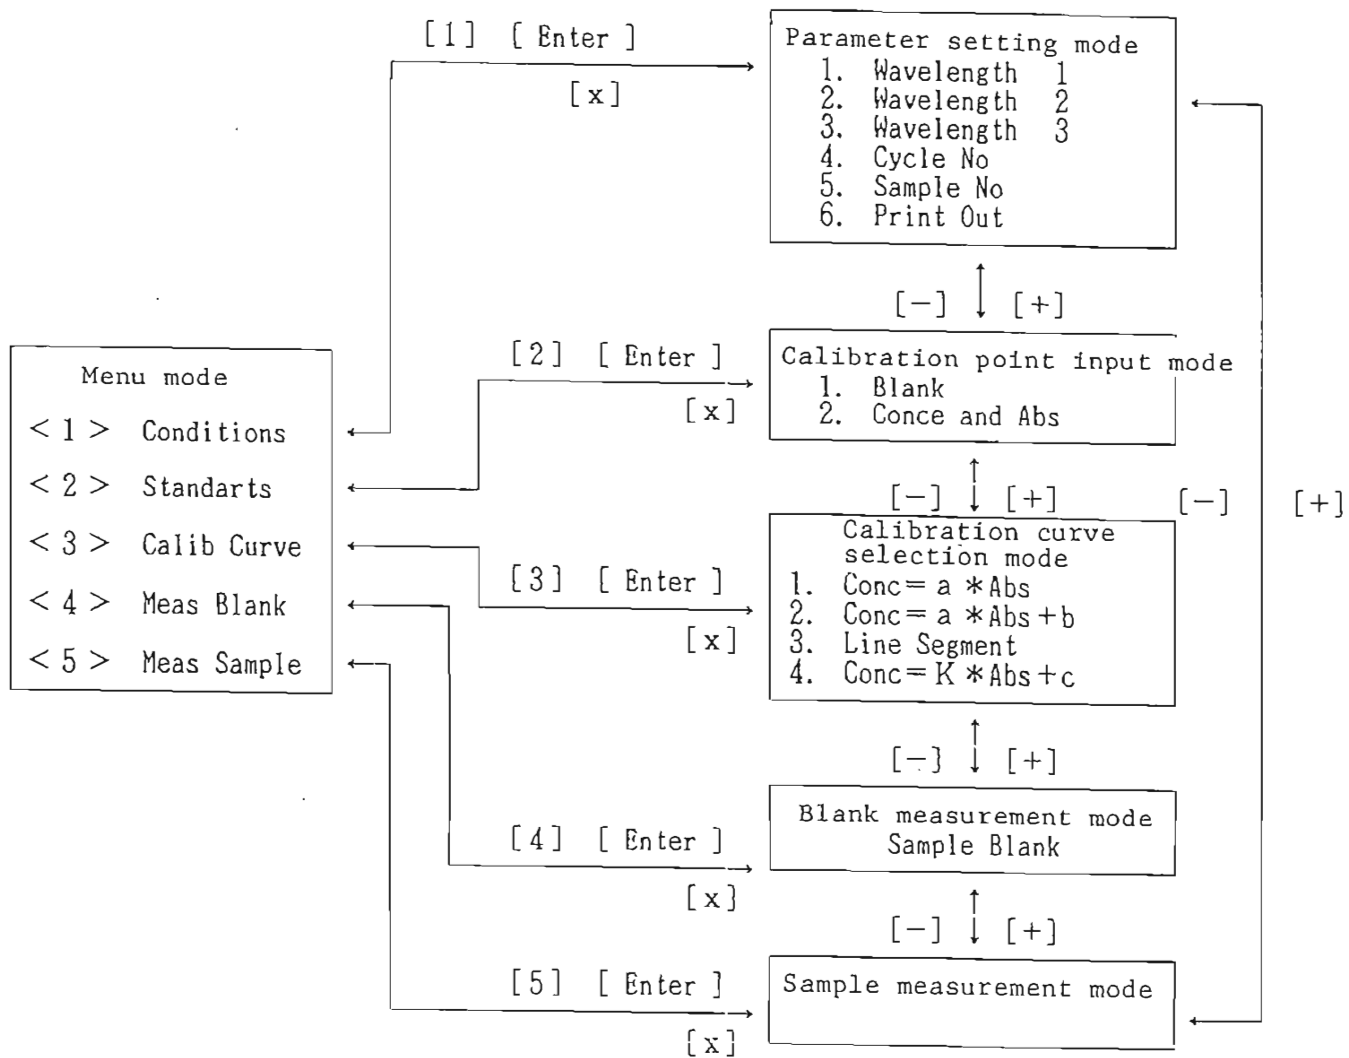 [1] [ Enter ]
[x]
Parameter setting mode
1. Wavelength 1
2. Wavelength 2
3. Wavelength 3
4. Cycle No
5. Sample No
6. Print Out
[−] [+]
Menu mode
< 1 > Conditions
< 2 > Standarts
< 3 > Calib Curve
< 4 > Meas Blank
< 5 > Meas Sample
[2] [ Enter ]
[x]
Calibration point input mode
1. Blank
2. Conce and Abs
[−] [+]
[−] [+]
[3] [ Enter ]
[x]
Calibration curve
selection mode
1. Conc= a *Abs
2. Conc= a *Abs+b
3. Line Segment
4. Conc=K *Abs+c
[−] [+]
[4] [ Enter ]
[x]
Blank measurement mode
Sample Blank
[−] [+]
[5] [ Enter ]
[x]
Sample measurement mode